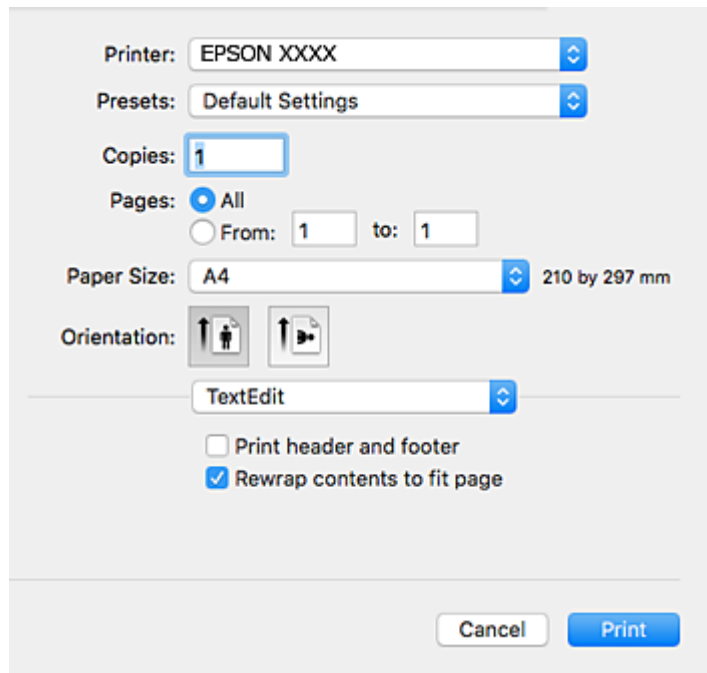 Printer: EPSON XXXX
Presets: Default Settings
Copies: 1
Pages: All
From: 1 to: 1
Paper Size: A4 210 by 297 mm
Orientation:
TextEdit
Print header and footer
Rewrap contents to fit page
Cancel Print